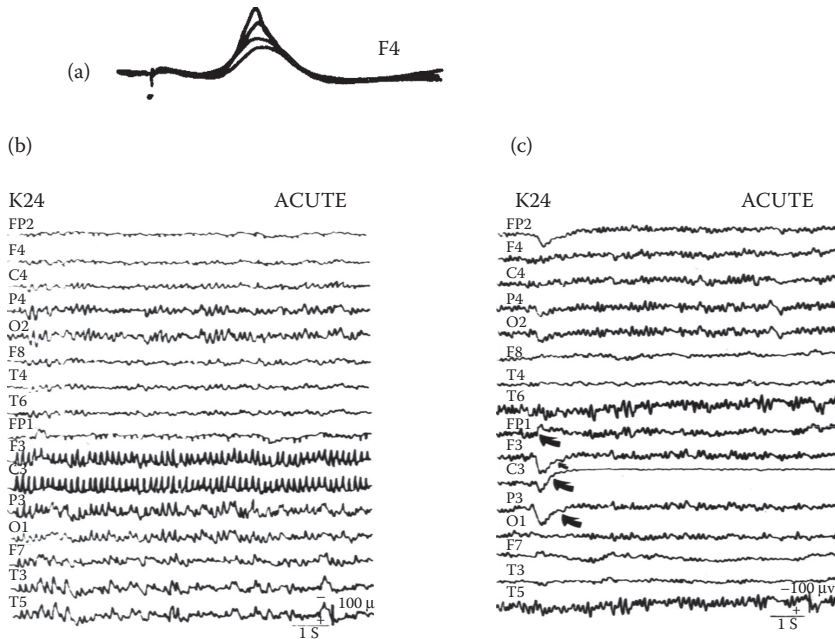 F4
(a)
(b)
K24 ACUTE
FP2
F4
C4
P4
O2
F8
T4
T6
FP1
F3
C3
P3
O1
F7
T3
T5
−
100 μ
+
1 S
(c)
K24 ACUTE
FP2
F4
C4
P4
O2
F8
T4
T6
FP1
F3
C3
P3
O1
F7
T3
T5
−100 μv
+
1 S